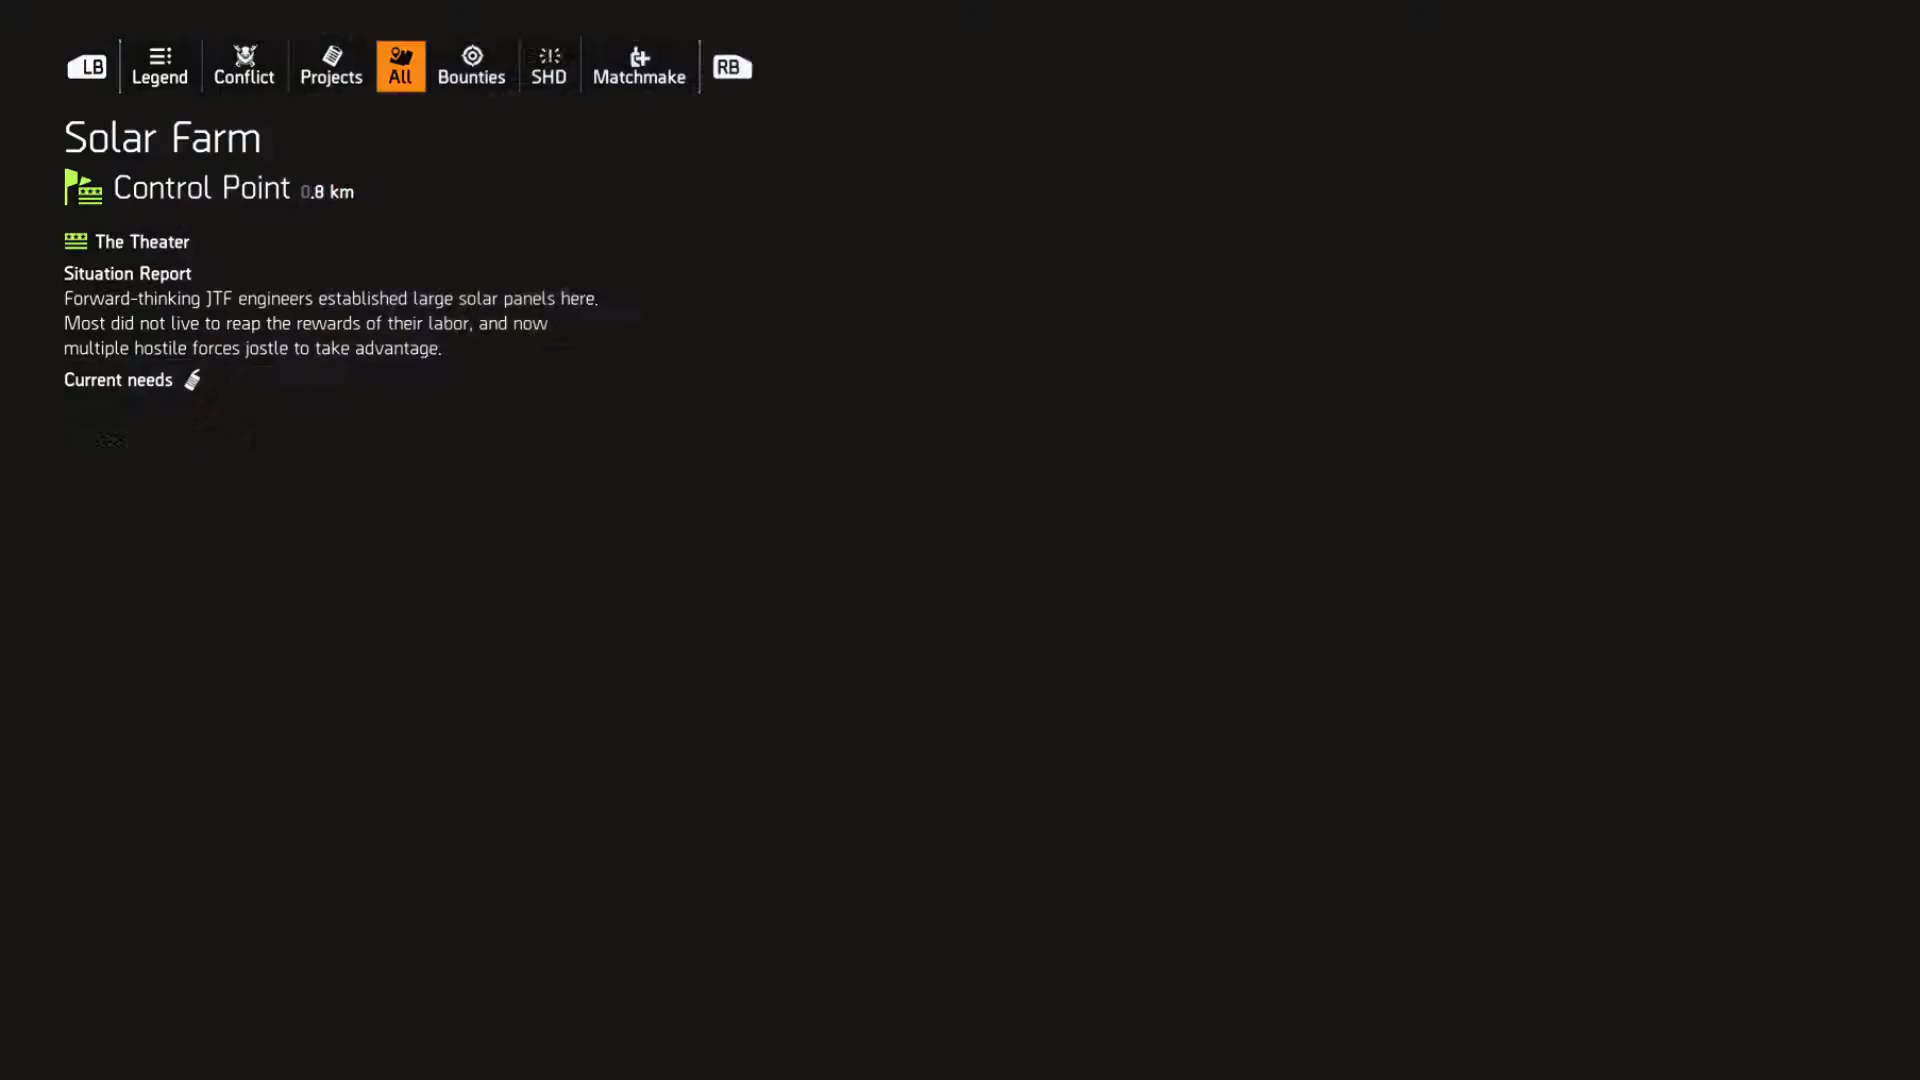 LB Legend Conflict Projects All Bounties SHD Matchmake RB
Solar Farm
Control Point 0.8 km
The Theater
Situation Report
Forward-thinking JTF engineers established large solar panels here.
Most did not live to reap the rewards of their labor, and now
multiple hostile forces jostle to take advantage.
Current needs